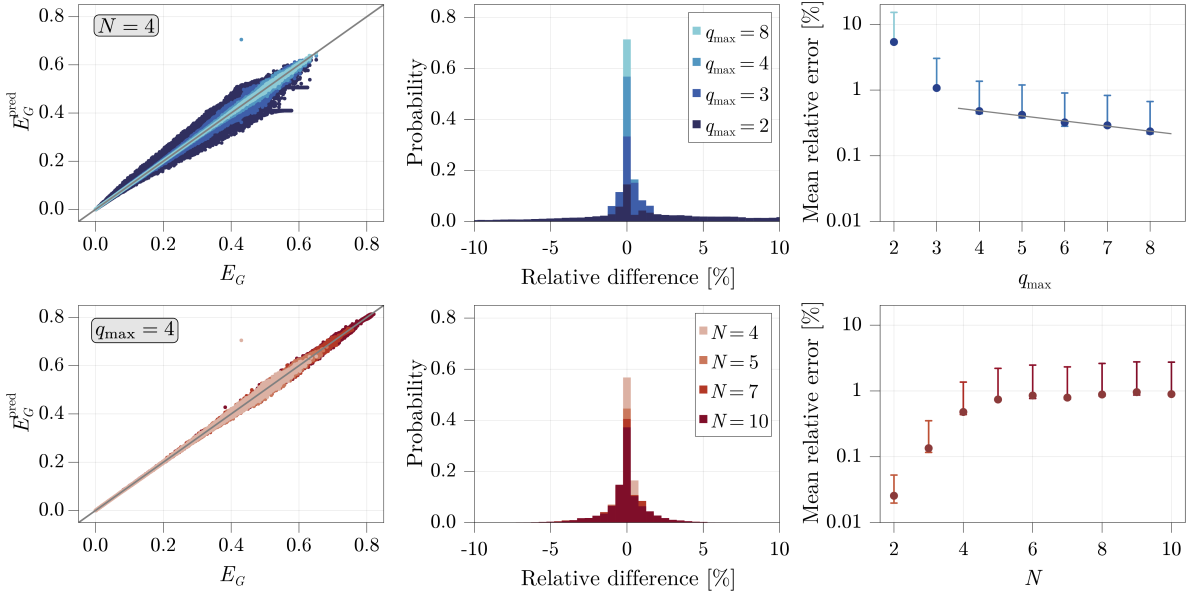 N = 4
0.8
0.6
0.4
0.2
0.0
E_G^pred
0.0 0.2 0.4 0.6 0.8
E_G
q_max = 8
q_max = 4
q_max = 3
q_max = 2
0.8
0.6
0.4
0.2
0.0
Probability
-10 -5 0 5 10
Relative difference [%]
10
1
0.1
0.01
Mean relative error [%]
2 3 4 5 6 7 8
q_max
q_max = 4
0.8
0.6
0.4
0.2
0.0
E_G^pred
0.0 0.2 0.4 0.6 0.8
E_G
N = 4
N = 5
N = 7
N = 10
0.8
0.6
0.4
0.2
0.0
Probability
-10 -5 0 5 10
Relative difference [%]
10
1
0.1
0.01
Mean relative error [%]
2 4 6 8 10
N